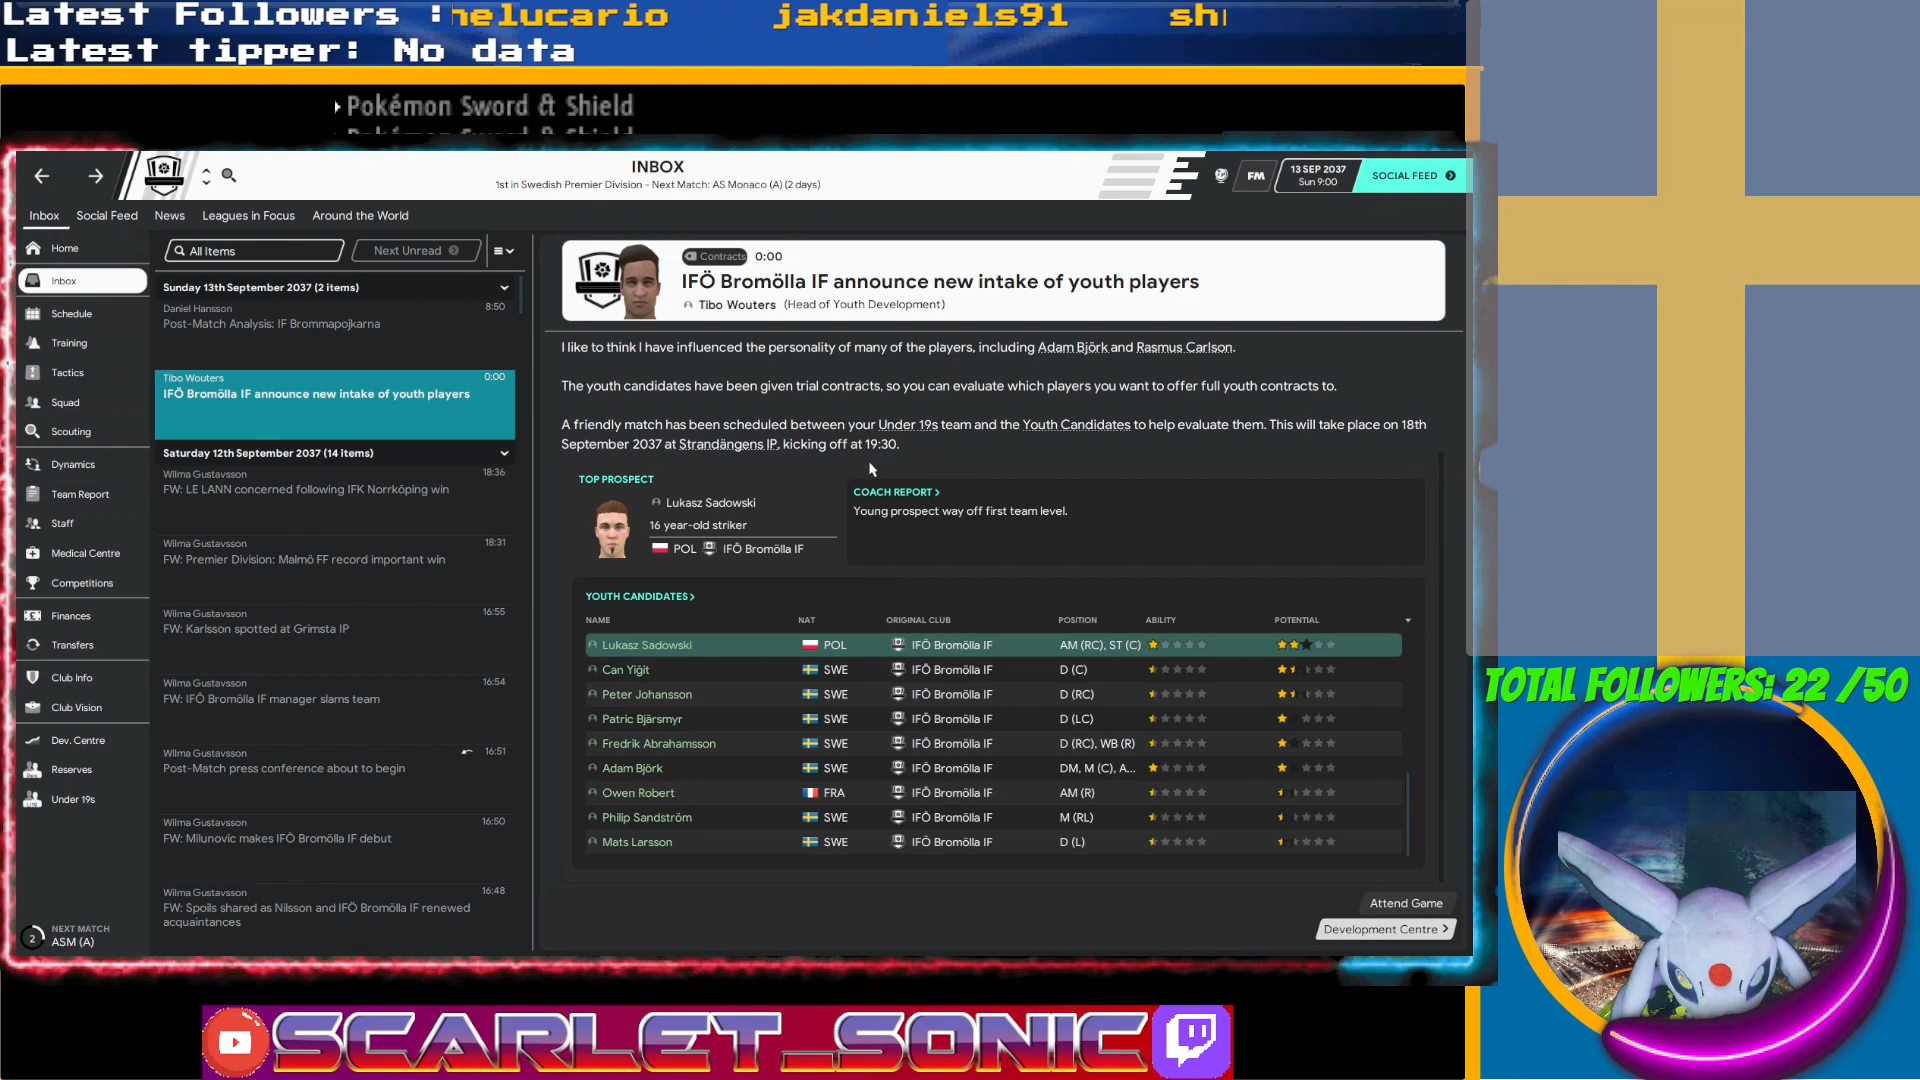 Latest Followers : helucario jakdaniels91
Latest tipper: No data
Pokémon Sword & Shield
INBOX
1st in Swedish Premier Division - Next Match: AS Monaco (A) (2 days)
FM
13 SEP 2037
Sun 9:00
SOCIAL FEED
Inbox Social Feed News Leagues in Focus Around the World
Home
Inbox
Schedule
Training
Tactics
Squad
Scouting
Dynamics
Team Report
Staff
Medical Centre
Competitions
Finances
Transfers
Club Info
Club Vision
Dev. Centre
Reserves
Under 19s
2
NEXT MATCH
ASM (A)
All Items
Next Unread
Sunday 13th September 2037 (2 items)
Daniel Hansson 8:50
Post-Match Analysis: IF Brommapojkarna
Tibo Wouters 0:00
IFÖ Bromölla IF announce new intake of youth players
Saturday 12th September 2037 (14 items)
Wilma Gustavsson 18:36
FW: LE LANN concerned following IFK Norrköping win
Wilma Gustavsson 18:31
FW: Premier Division: Malmö FF record important win
Wilma Gustavsson 16:55
FW: Karlsson spotted at Grimsta IP
Wilma Gustavsson 16:54
FW: IFÖ Bromölla IF manager slams team
Wilma Gustavsson 16:51
Post-Match press conference about to begin
Wilma Gustavsson 16:50
FW: Milunovic makes IFÖ Bromölla IF debut
Wilma Gustavsson 16:48
FW: Spoils shared as Nilsson and IFÖ Bromölla IF renewed
acquaintances
Contracts 0:00
IFÖ Bromölla IF announce new intake of youth players
Tibo Wouters (Head of Youth Development)
I like to think I have influenced the personality of many of the players, including Adam Björk and Rasmus Carlson.
The youth candidates have been given trial contracts, so you can evaluate which players you want to offer full youth contracts to.
A friendly match has been scheduled between your Under 19s team and the Youth Candidates to help evaluate them. This will take place on 18th
September 2037 at Strandängens IP, kicking off at 19:30.
TOP PROSPECT
Lukasz Sadowski
16 year-old striker
POL IFÖ Bromölla IF
COACH REPORT >
Young prospect way off first team level.
YOUTH CANDIDATES >
NAME NAT ORIGINAL CLUB POSITION ABILITY POTENTIAL
Lukasz Sadowski POL IFÖ Bromölla IF AM (RC), ST (C)
Can Yiğit SWE IFÖ Bromölla IF D (C)
Peter Johansson SWE IFÖ Bromölla IF D (RC)
Patric Bjärsmyr SWE IFÖ Bromölla IF D (LC)
Fredrik Abrahamsson SWE IFÖ Bromölla IF D (RC), WB (R)
Adam Björk SWE IFÖ Bromölla IF DM, M (C), A...
Owen Robert FRA IFÖ Bromölla IF AM (R)
Philip Sandström SWE IFÖ Bromölla IF M (RL)
Mats Larsson SWE IFÖ Bromölla IF D (L)
Attend Game
Development Centre >
TOTAL FOLLOWERS: 22 /50
SCARLET_SONIC